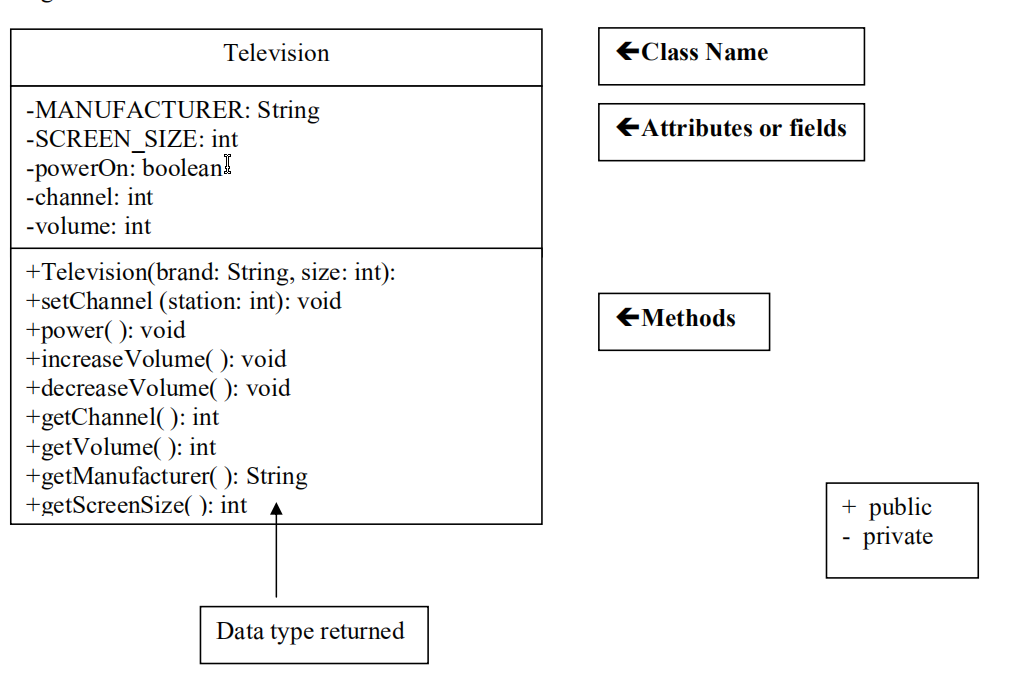 Television
-MANUFACTURER: String
-SCREEN_SIZE: int
-powerOn: boolean
-channel: int
-volume: int
+Television(brand: String, size: int):
+setChannel (station: int): void
+power( ): void
+increaseVolume( ): void
+decreaseVolume( ): void
+getChannel( ): int
+getVolume( ): int
+getManufacturer( ): String
+getScreenSize( ): int
Data type returned
←Class Name
←Attributes or fields
←Methods
+ public
- private